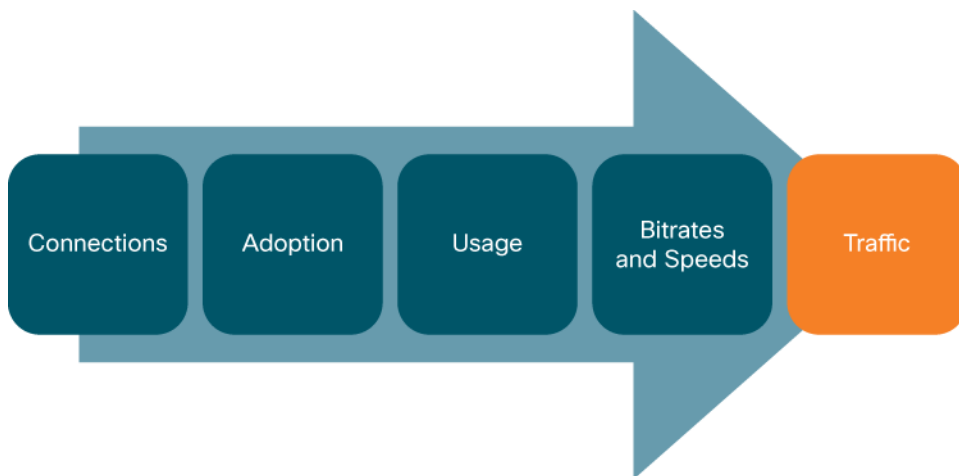 Connections
Adoption
Usage
Bitrates
and Speeds
Traffic